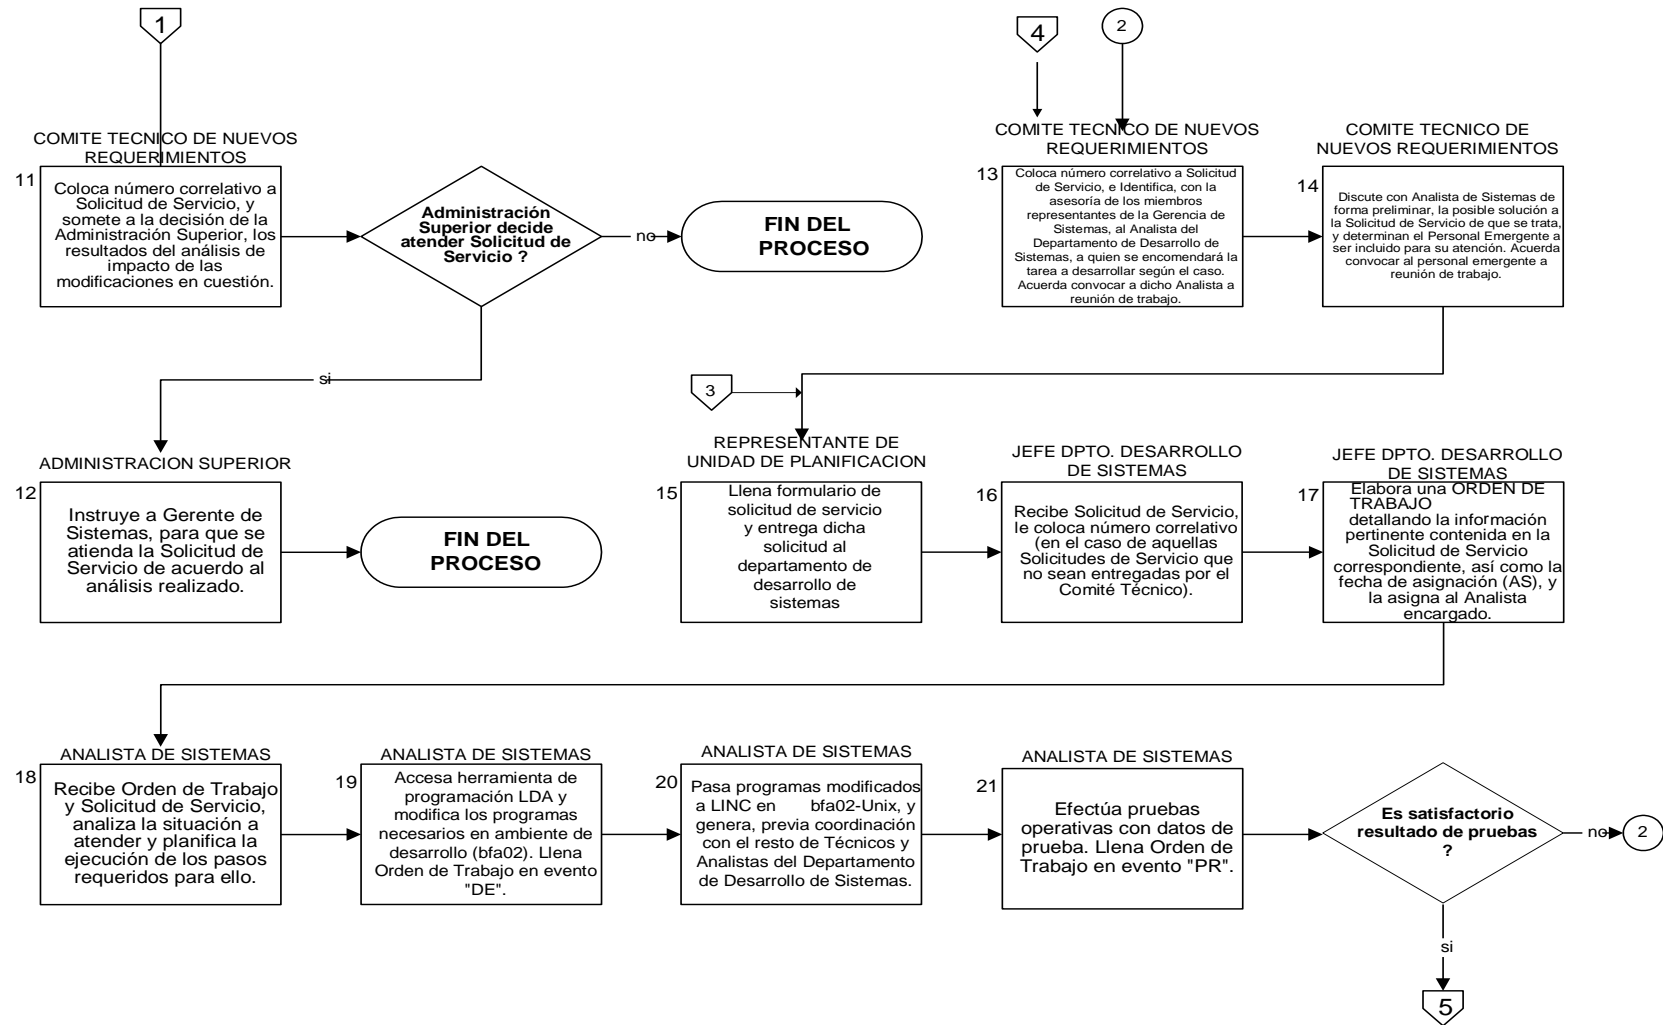 1
COMITE TECNICO DE NUEVOS
REQUERIMIENTOS
11
Coloca número correlativo a
Solicitud de Servicio, y
somete a la decisión de la
Administración Superior, los
resultados del análisis de
impacto de las
modificaciones en cuestión.
Administración
Superior decide
atender Solicitud de
Servicio ?
no
FIN DEL
PROCESO
si
4
2
COMITE TECNICO DE NUEVOS
REQUERIMIENTOS
13
Coloca número correlativo a Solicitud
de Servicio, e Identifica, con la
asesoría de los miembros
representantes de la Gerencia de
Sistemas, al Analista del
Departamento de Desarrollo de
Sistemas, a quien se encomendará la
tarea a desarrollar según el caso.
Acuerda convocar a dicho Analista a
reunión de trabajo.
COMITE TECNICO DE
NUEVOS REQUERIMIENTOS
14
Discute con Analista de Sistemas de
forma preliminar, la posible solución a
la Solicitud de Servicio de que se trata,
y determinan el Personal Emergente a
ser incluido para su atención. Acuerda
convocar al personal emergente a
reunión de trabajo.
ADMINISTRACION SUPERIOR
12
Instruye a Gerente de
Sistemas, para que se
atienda la Solicitud de
Servicio de acuerdo al
análisis realizado.
FIN DEL
PROCESO
3
REPRESENTANTE DE
UNIDAD DE PLANIFICACION
15
Llena formulario de
solicitud de servicio
y entrega dicha
solicitud al
departamento de
desarrollo de
sistemas
JEFE DPTO. DESARROLLO
DE SISTEMAS
16
Recibe Solicitud de Servicio,
le coloca número correlativo
(en el caso de aquellas
Solicitudes de Servicio que
no sean entregadas por el
Comité Técnico).
JEFE DPTO. DESARROLLO
DE SISTEMAS
17
Elabora una ORDEN DE
TRABAJO
detallando la información
pertinente contenida en la
Solicitud de Servicio
correspondiente, así como la
fecha de asignación (AS), y
la asigna al Analista
encargado.
ANALISTA DE SISTEMAS
18
Recibe Orden de Trabajo
y Solicitud de Servicio,
analiza la situación a
atender y planifica la
ejecución de los pasos
requeridos para ello.
ANALISTA DE SISTEMAS
19
Accesa herramienta de
programación LDA y
modifica los programas
necesarios en ambiente de
desarrollo (bfa02). Llena
Orden de Trabajo en evento
"DE".
ANALISTA DE SISTEMAS
20
Pasa programas modificados
a LINC en bfa02-Unix, y
genera, previa coordinación
con el resto de Técnicos y
Analistas del Departamento
de Desarrollo de Sistemas.
ANALISTA DE SISTEMAS
21
Efectúa pruebas
operativas con datos de
prueba. Llena Orden de
Trabajo en evento "PR".
Es satisfactorio
resultado de pruebas
?
no
2
si
5